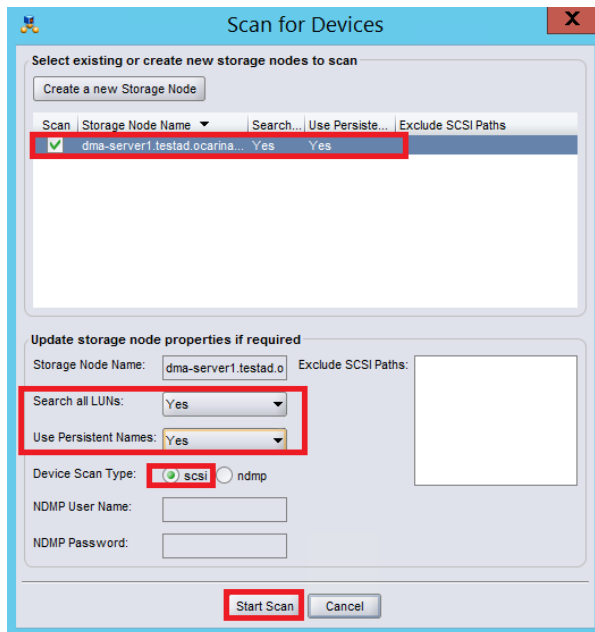 Scan for Devices
X
Select existing or create new storage nodes to scan
Create a new Storage Node
Scan Storage Node Name Search... Use Persiste... Exclude SCSI Paths
dma-server1.testad.ocarina... Yes Yes
Update storage node properties if required
Storage Node Name: dma-server1.testad.o Exclude SCSI Paths:
Search all LUNs: Yes
Use Persistent Names: Yes
Device Scan Type: scsi ndmp
NDMP User Name:
NDMP Password:
Start Scan Cancel